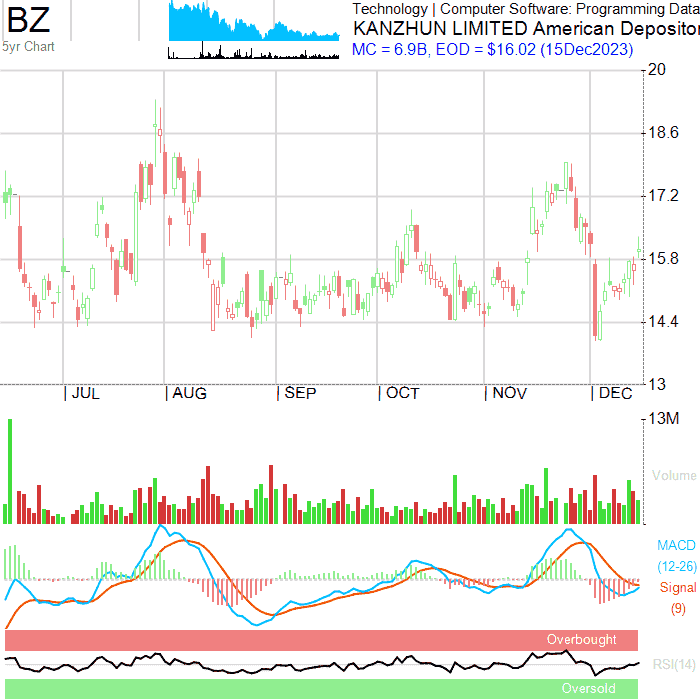 BZ
5yr Chart
Technology | Computer Software: Programming Data
KANZHUN LIMITED American Depositor
MC = 6.9B, EOD = $16.02 (15Dec2023)
20
18.6
17.2
15.8
14.4
13
| JUL | AUG | SEP | OCT | NOV | DEC
13M
Volume
MACD
(12-26)
Signal
(9)
Overbought
RSI(14)
Oversold